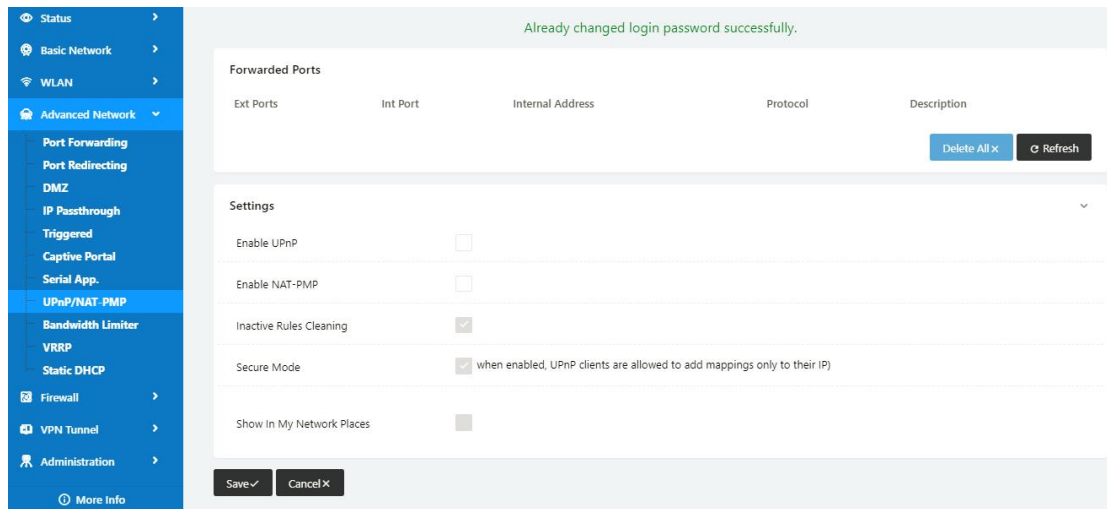 Status
Basic Network
WLAN
Advanced Network
Port Forwarding
Port Redirecting
DMZ
IP Passthrough
Triggered
Captive Portal
Serial App.
UPnP/NAT-PMP
Bandwidth Limiter
VRRP
Static DHCP
Firewall
VPN Tunnel
Administration
More Info
Already changed login password successfully.
Forwarded Ports
Ext Ports Int Port Internal Address Protocol Description
Delete All × Refresh
Settings
Enable UPnP
Enable NAT-PMP
Inactive Rules Cleaning
Secure Mode when enabled, UPnP clients are allowed to add mappings only to their IP)
Show In My Network Places
Save✓ Cancel×